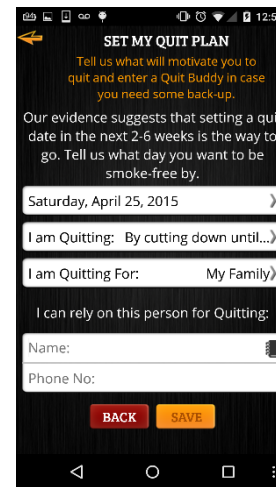 12:5
SET MY QUIT PLAN
Tell us what will motivate you to
quit and enter a Quit Buddy in case
you need some back-up.
Our evidence suggests that setting a qui
date in the next 2-6 weeks is the way to
go. Tell us what day you want to be
smoke-free by.
Saturday, April 25, 2015
I am Quitting: By cutting down until...
I am Quitting For: My Family
I can rely on this person for Quitting:
Name:
Phone No:
BACK SAVE